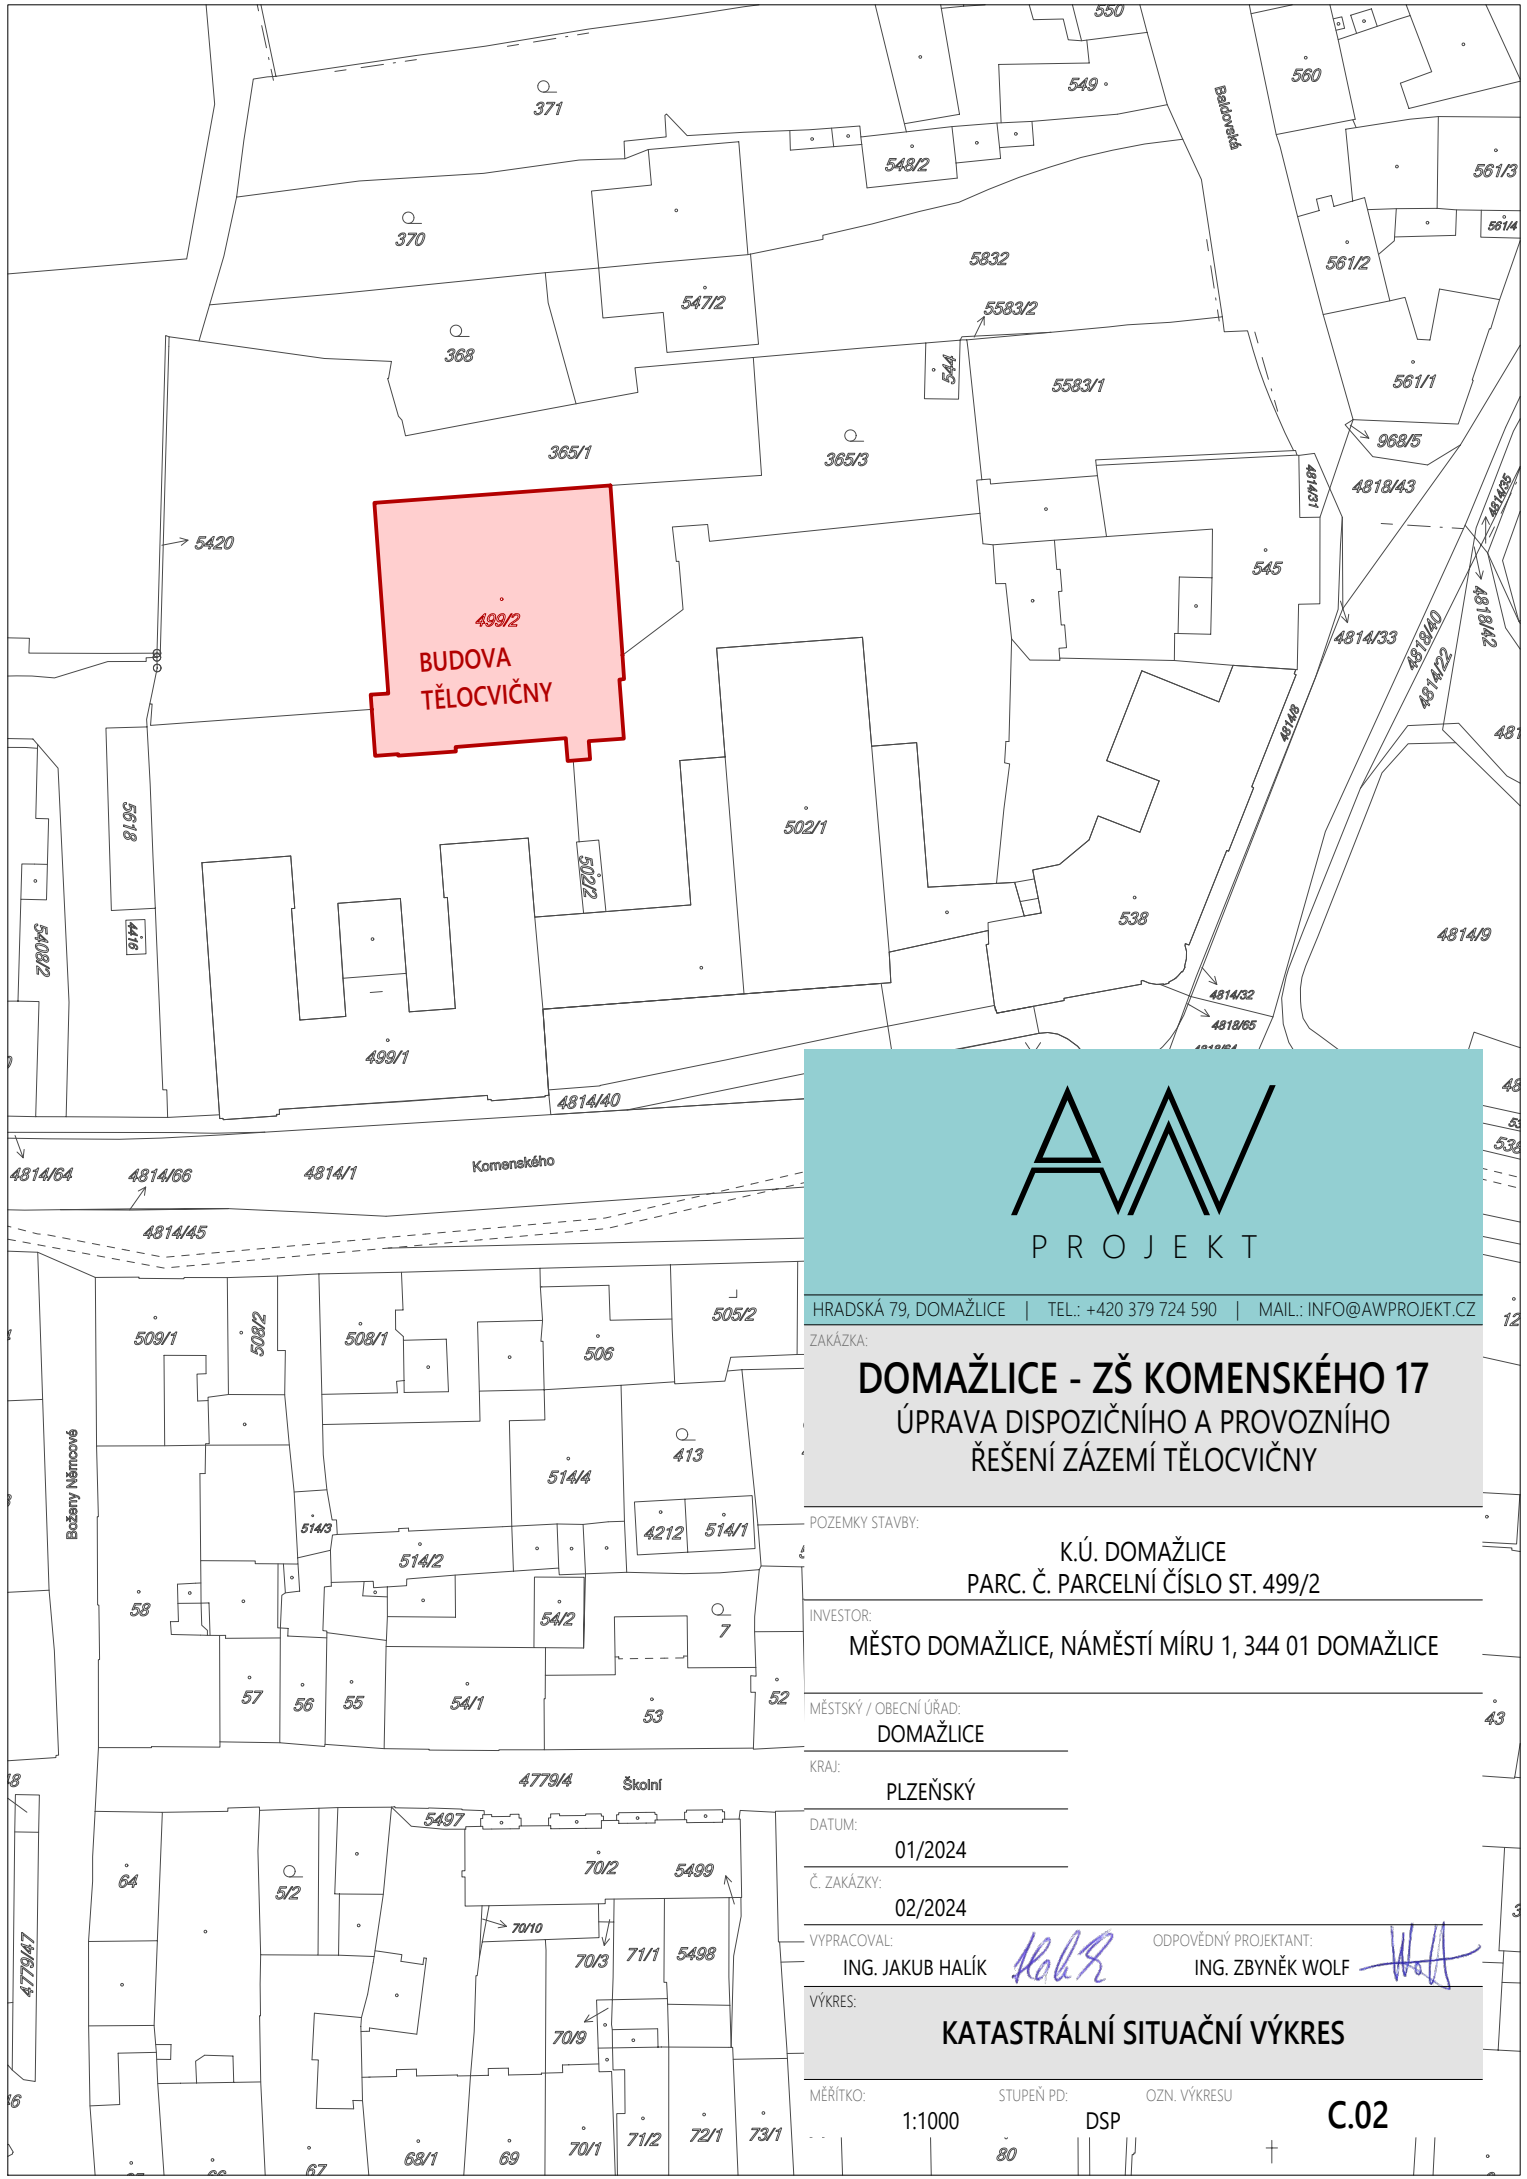 550
371
549
560
Baldovská
548/2
561/3
370
561/4
5832
561/2
547/2
5583/2
368
544
5583/1
561/1
365/1
365/3
968/5
4814/31
4818/43
4814/35
5420
545
499/2
4818/42
BUDOVA
TĚLOCVIČNY
4814/33
4818/40
4814/22
4814/8
5618
502/1
502/2
4416
538
5408/2
4814/9
4814/32
4818/65
499/1
4814/40
4814/64
4814/66
4814/1
Komenského
4814/45
509/1
508/2
508/1
506
505/2
Boženy Němcové
514/4
413
514/3
4212
514/1
514/2
58
54/2
7
57
56
55
54/1
53
52
43
4779/4
Školní
5497
64
5/2
70/2
5499
70/10
4779/47
70/3
71/1
5498
70/9
67
68/1
69
70/1
71/2
72/1
73/1
80
AW
PROJEKT
HRADSKÁ 79, DOMAŽLICE | TEL.: +420 379 724 590 | MAIL.: INFO@AWPROJEKT.CZ
ZAKÁZKA:
DOMAŽLICE - ZŠ KOMENSKÉHO 17
ÚPRAVA DISPOZIČNÍHO A PROVOZNÍHO
ŘEŠENÍ ZÁZEMÍ TĚLOCVIČNY
POZEMKY STAVBY:
K.Ú. DOMAŽLICE
PARC. Č. PARCELNÍ ČÍSLO ST. 499/2
INVESTOR:
MĚSTO DOMAŽLICE, NÁMĚSTÍ MÍRU 1, 344 01 DOMAŽLICE
MĚSTSKÝ / OBECNÍ ÚŘAD:
DOMAŽLICE
KRAJ:
PLZEŇSKÝ
DATUM:
01/2024
Č. ZAKÁZKY:
02/2024
VYPRACOVAL:
ING. JAKUB HALÍK
ODPOVĚDNÝ PROJEKTANT:
ING. ZBYNĚK WOLF
VÝKRES:
KATASTRÁLNÍ SITUAČNÍ VÝKRES
MĚŘÍTKO:
1:1000
STUPEŇ PD:
DSP
OZN. VÝKRESU
C.02